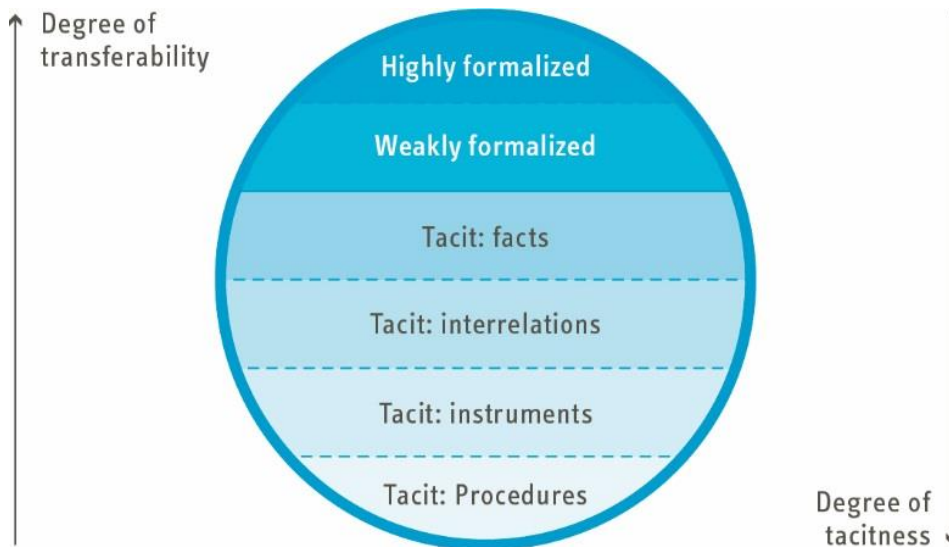 Degree of
transferability
Highly formalized
Weakly formalized
Tacit: facts
Tacit: interrelations
Tacit: instruments
Tacit: Procedures
Degree of
tacitness